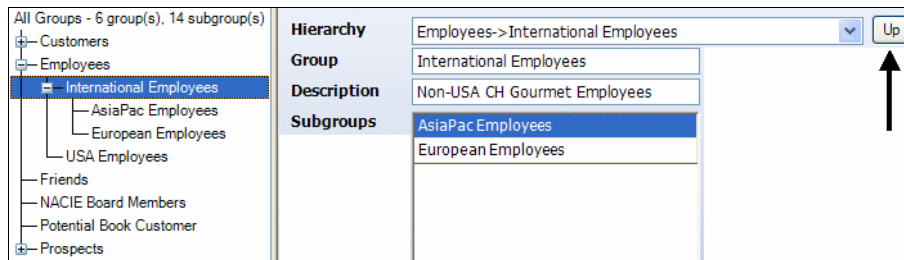 All Groups - 6 group(s), 14 subgroup(s)
Customers
Employees
International Employees
AsiaPac Employees
European Employees
USA Employees
Friends
NACIE Board Members
Potential Book Customer
Prospects
Hierarchy Employees->International Employees Up
Group International Employees
Description Non-USA CH Gourmet Employees
Subgroups AsiaPac Employees
European Employees